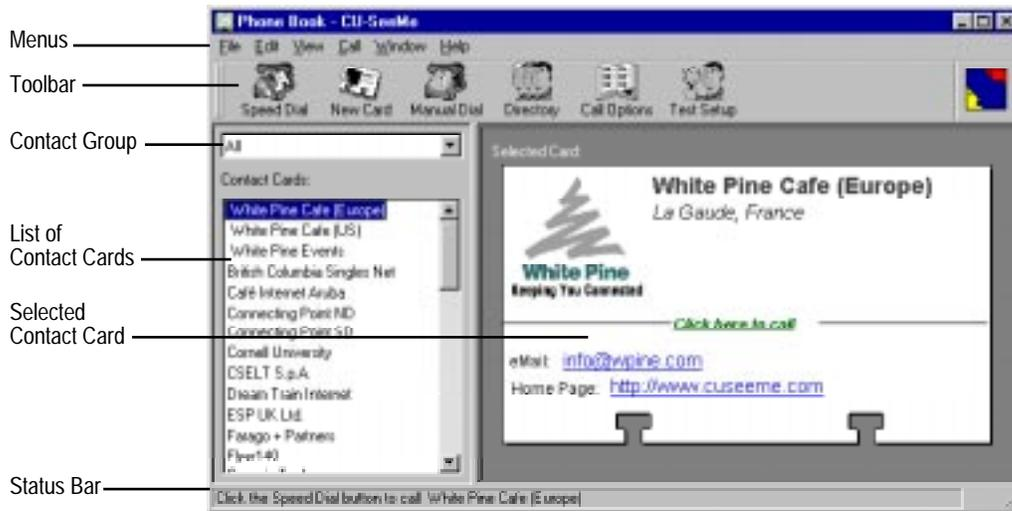 Phone Book - CU-SeeMe
Menus
File Edit View Call Window Help
Toolbar
Speed Dial New Card Manual Dial Directory Call Options Test Setup
Contact Group
All
Selected Card:
Contact Cards:
White Pine Cafe (Europe)
La Gaude, France
White Pine
Keeping You Connected
Click here to call
eMail: info@wpine.com
Home Page: http://www.cuseeme.com
List of
Contact Cards
White Pine Cafe (Europe)
White Pine Cafe (US)
White Pine Events
British Columbia Singles Net
Café Internet Aruba
Connecting Point ND
Connecting Point SD
Cornell University
CSELT S.p.A.
Dream Train Internet
ESP UK Ltd.
Farago + Partners
Flyer140
Selected
Contact Card
Status Bar
Click the Speed Dial button to call White Pine Cafe (Europe)